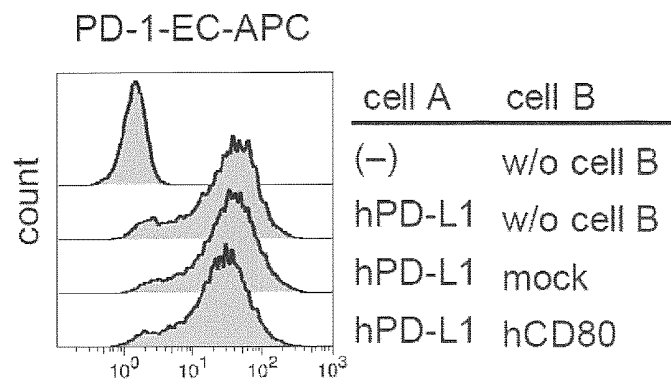 PD-1-EC-APC
count
10⁰ 10¹ 10² 10³
cell A cell B
(–) w/o cell B
hPD-L1 w/o cell B
hPD-L1 mock
hPD-L1 hCD80